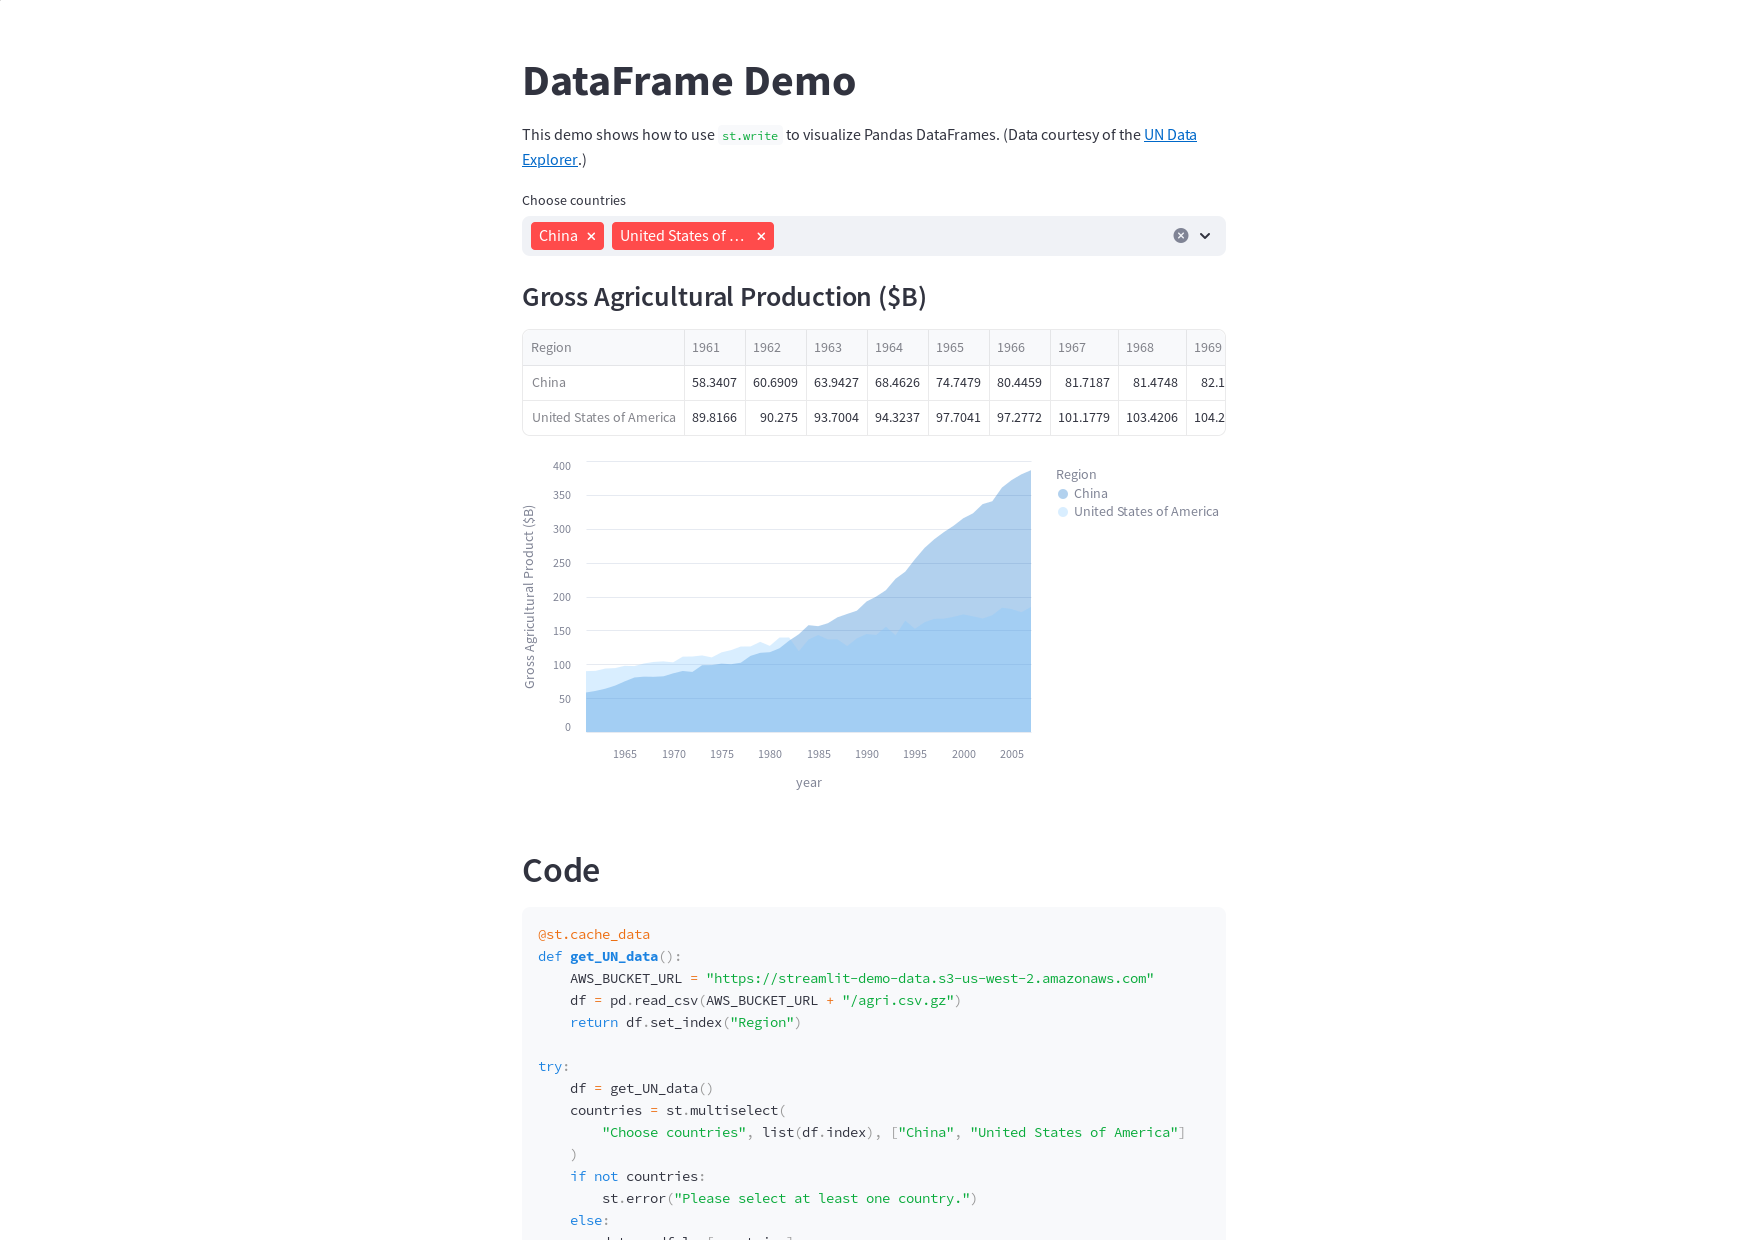 DataFrame Demo
This demo shows how to use st.write to visualize Pandas DataFrames. (Data courtesy of the UN Data
Explorer.)
Choose countries
China
United States of …
Gross Agricultural Production ($B)
Region 1961 1962 1963 1964 1965 1966 1967 1968 1969
China 58.3407 60.6909 63.9427 68.4626 74.7479 80.4459 81.7187 81.4748 82.1
United States of America 89.8166 90.275 93.7004 94.3237 97.7041 97.2772 101.1779 103.4206 104.2
Gross Agricultural Product ($B)
400
350
300
250
200
150
100
50
0
1965 1970 1975 1980 1985 1990 1995 2000 2005
year
Region
China
United States of America
Code
@st.cache_data
def get_UN_data():
    AWS_BUCKET_URL = "https://streamlit-demo-data.s3-us-west-2.amazonaws.com"
    df = pd.read_csv(AWS_BUCKET_URL + "/agri.csv.gz")
    return df.set_index("Region")
try:
    df = get_UN_data()
    countries = st.multiselect(
        "Choose countries", list(df.index), ["China", "United States of America"]
    )
    if not countries:
        st.error("Please select at least one country.")
    else: